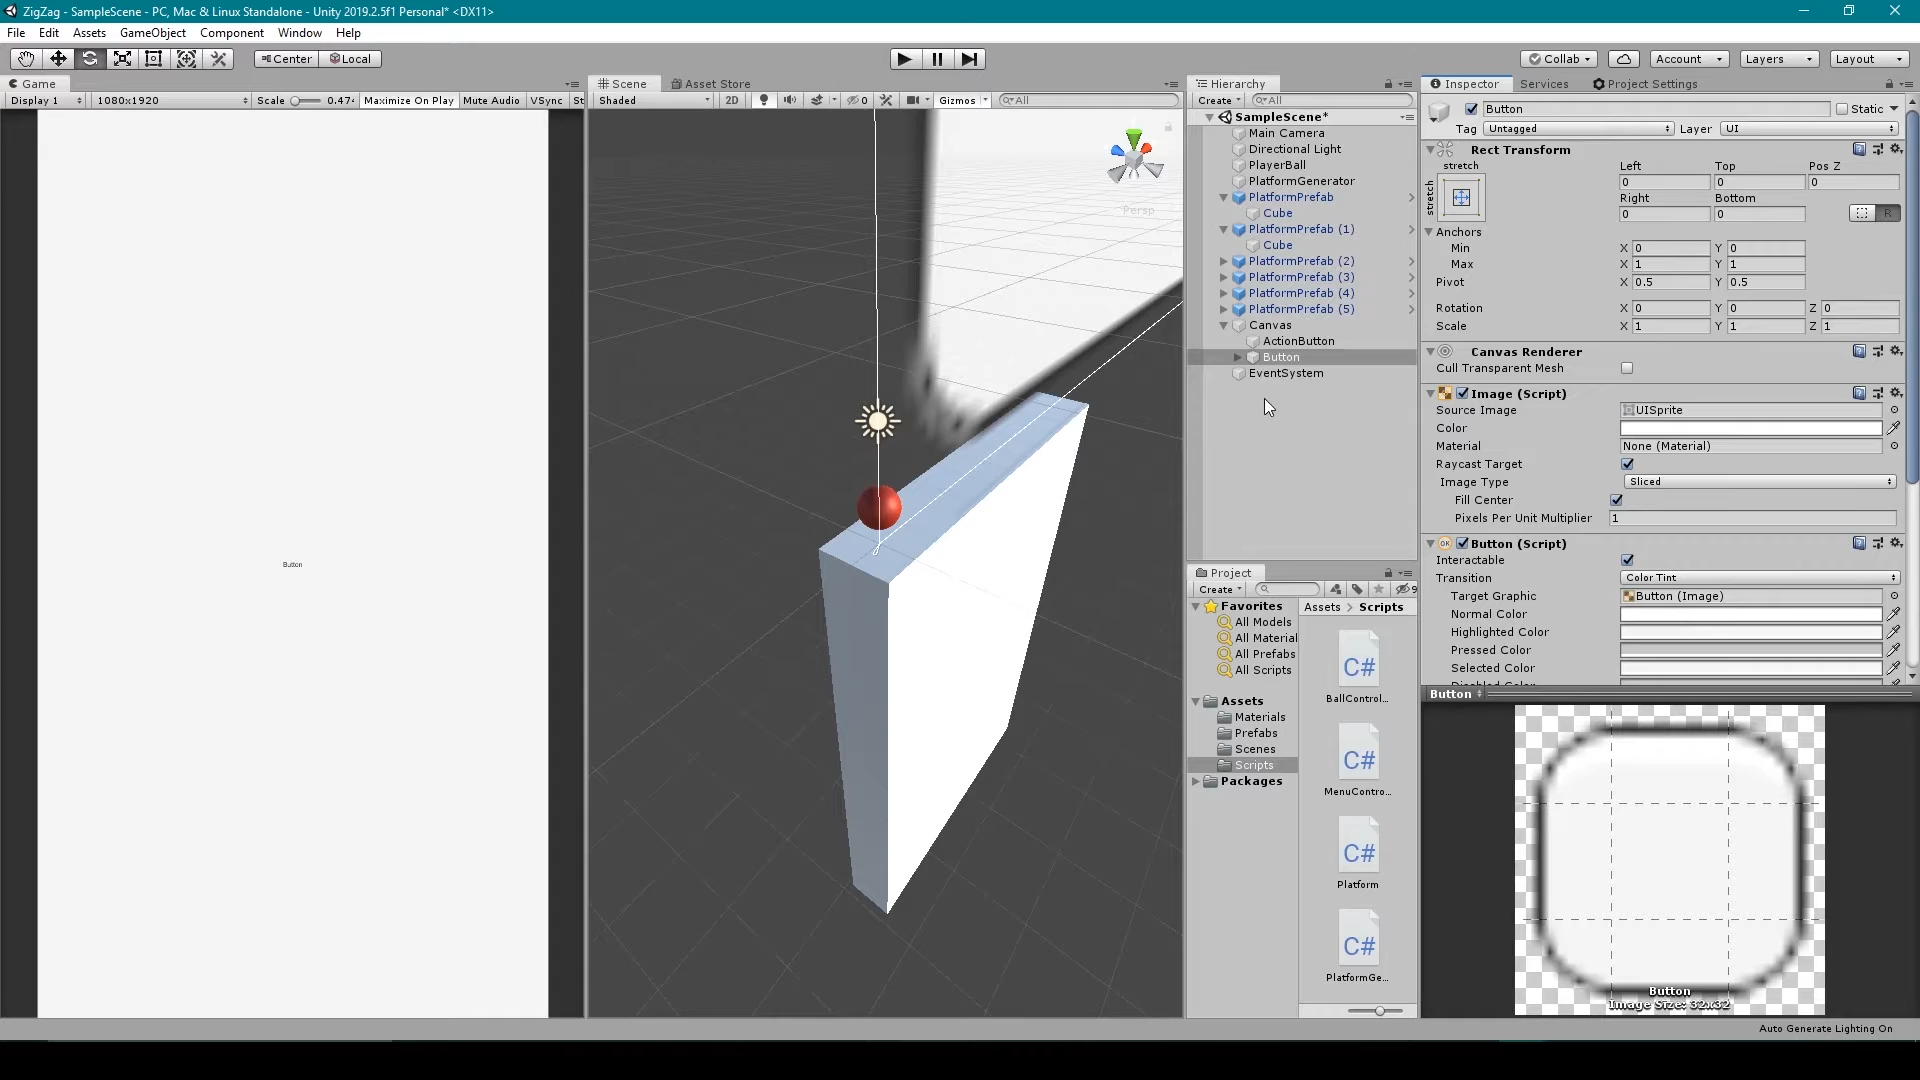 ZigZag - SampleScene - PC, Mac & Linux Standalone - Unity 2019.2.5f1 Personal* <DX11>
File Edit Assets GameObject Component Window Help
Center Local Collab Account Layers Layout
Game
Display 1 1080x1920 Scale 0.47 Maximize On Play Mute Audio VSync St
Button
Scene Asset Store
Shaded 2D Gizmos All
Persp
Hierarchy
Create All
SampleScene*
Main Camera
Directional Light
PlayerBall
PlatformGenerator
PlatformPrefab
Cube
PlatformPrefab (1)
Cube
PlatformPrefab (2)
PlatformPrefab (3)
PlatformPrefab (4)
PlatformPrefab (5)
Canvas
ActionButton
Button
EventSystem
Project
Create 9
Favorites
All Models
All Material
All Prefabs
All Scripts
Assets
Materials
Prefabs
Scenes
Scripts
Packages
Assets > Scripts
C#
BallControl...
C#
MenuContro...
C#
Platform
C#
PlatformGe...
Inspector Services Project Settings
Button Static
Tag Untagged Layer UI
Rect Transform
stretch Left Top Pos Z
stretch 0 0 0
Right Bottom
0 0 R
Anchors
Min X 0 Y 0
Max X 1 Y 1
Pivot X 0.5 Y 0.5
Rotation X 0 Y 0 Z 0
Scale X 1 Y 1 Z 1
Canvas Renderer
Cull Transparent Mesh
Image (Script)
Source Image UISprite
Color
Material None (Material)
Raycast Target
Image Type Sliced
Fill Center
Pixels Per Unit Multiplier 1
OK Button (Script)
Interactable
Transition Color Tint
Target Graphic Button (Image)
Normal Color
Highlighted Color
Pressed Color
Selected Color
Button
Button
Image Size: 32x32
Auto Generate Lighting On